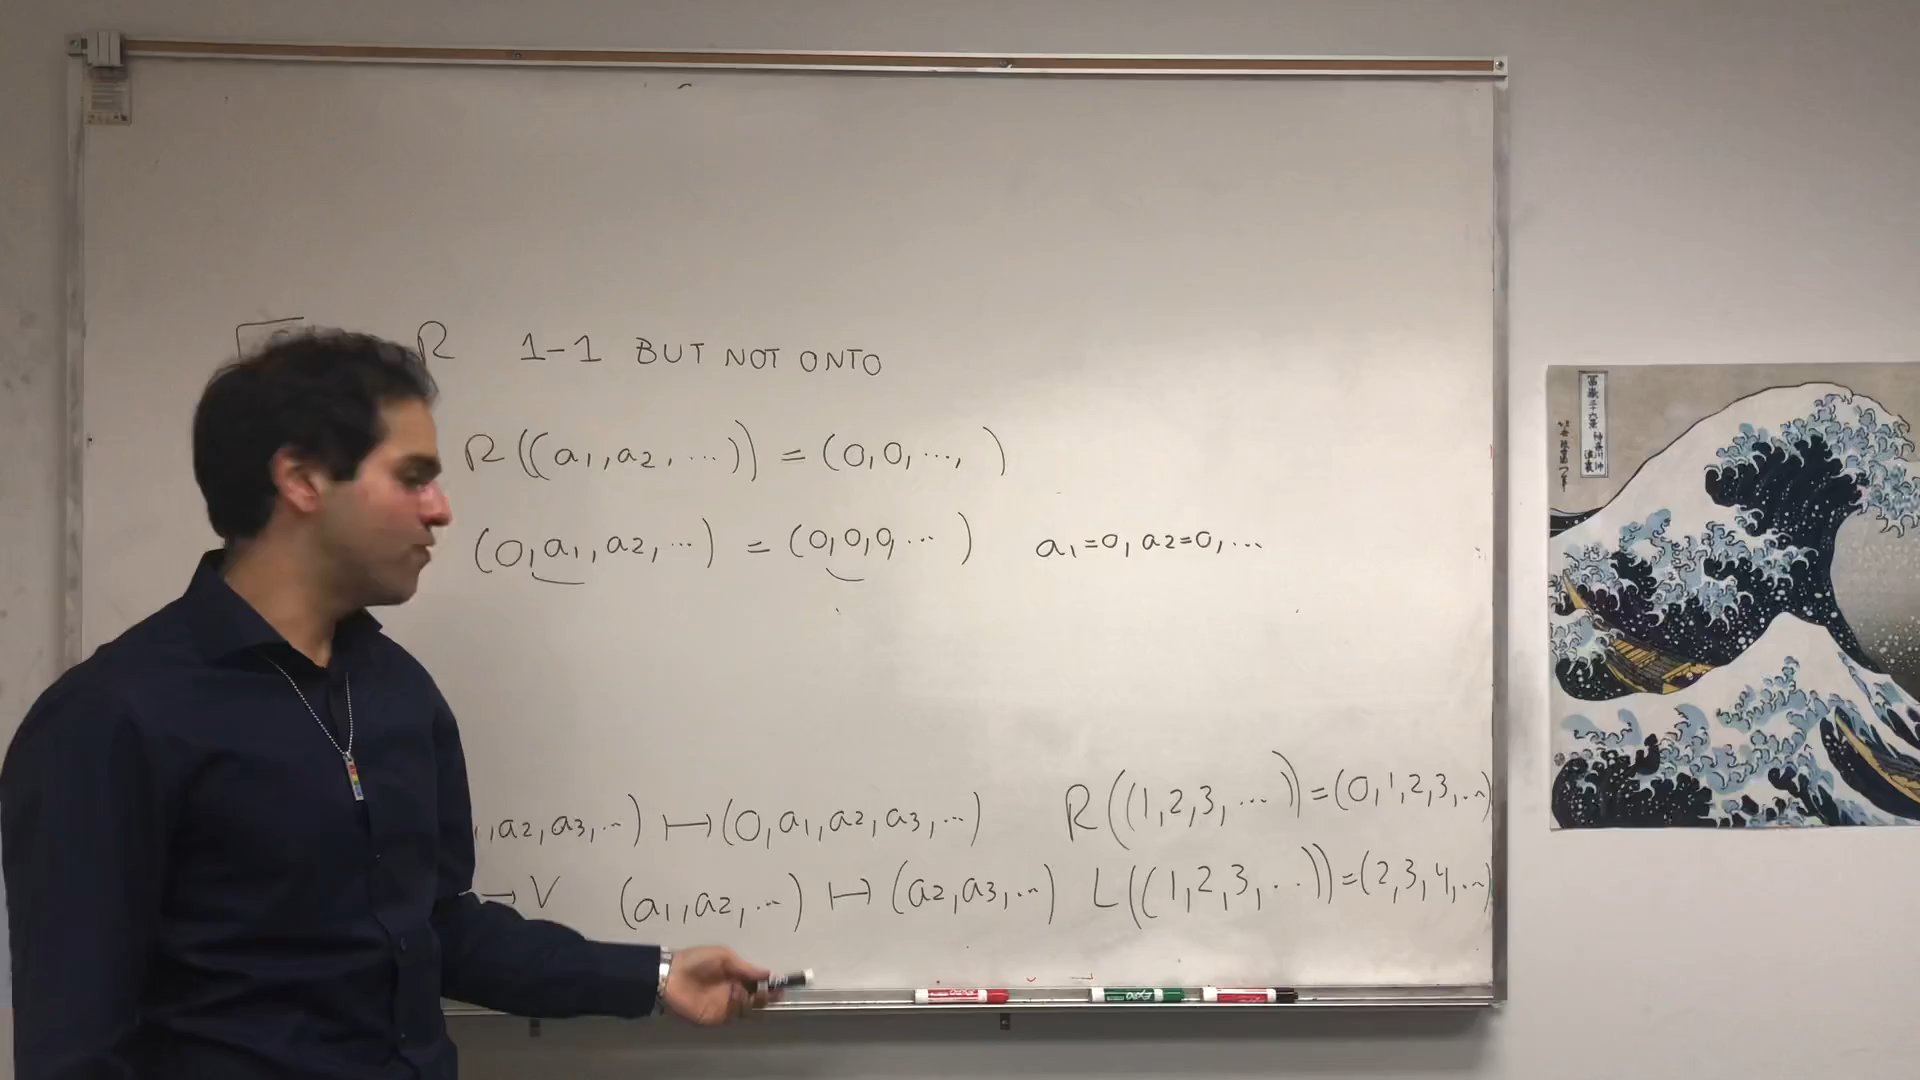 R 1-1 BUT NOT ONTO
R((a1,a2,...)) = (0,0,..., )
(0,a1,a2,...) = (0,0,0,...) a1=0, a2=0,...
,a2,a3,...) ↦ (0,a1,a2,a3,...) R((1,2,3,...)) = (0,1,2,3,...)
→ V (a1,a2,...) ↦ (a2,a3,...) L((1,2,3,...)) = (2,3,4,...)
EXPO